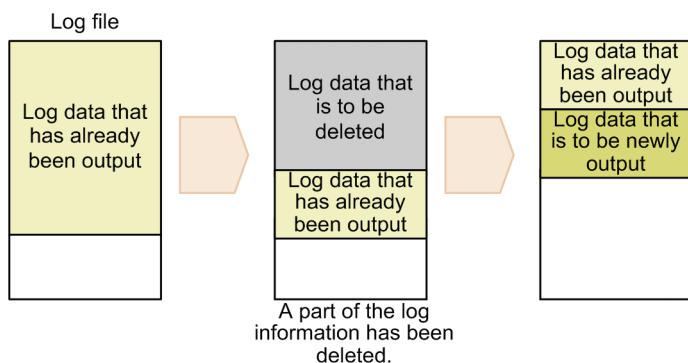 Log file
Log data that
has already
been output
Log data that
is to be
deleted
Log data that
has already
been output
A part of the log
information has been
deleted.
Log data that
has already
been output
Log data that
is to be newly
output